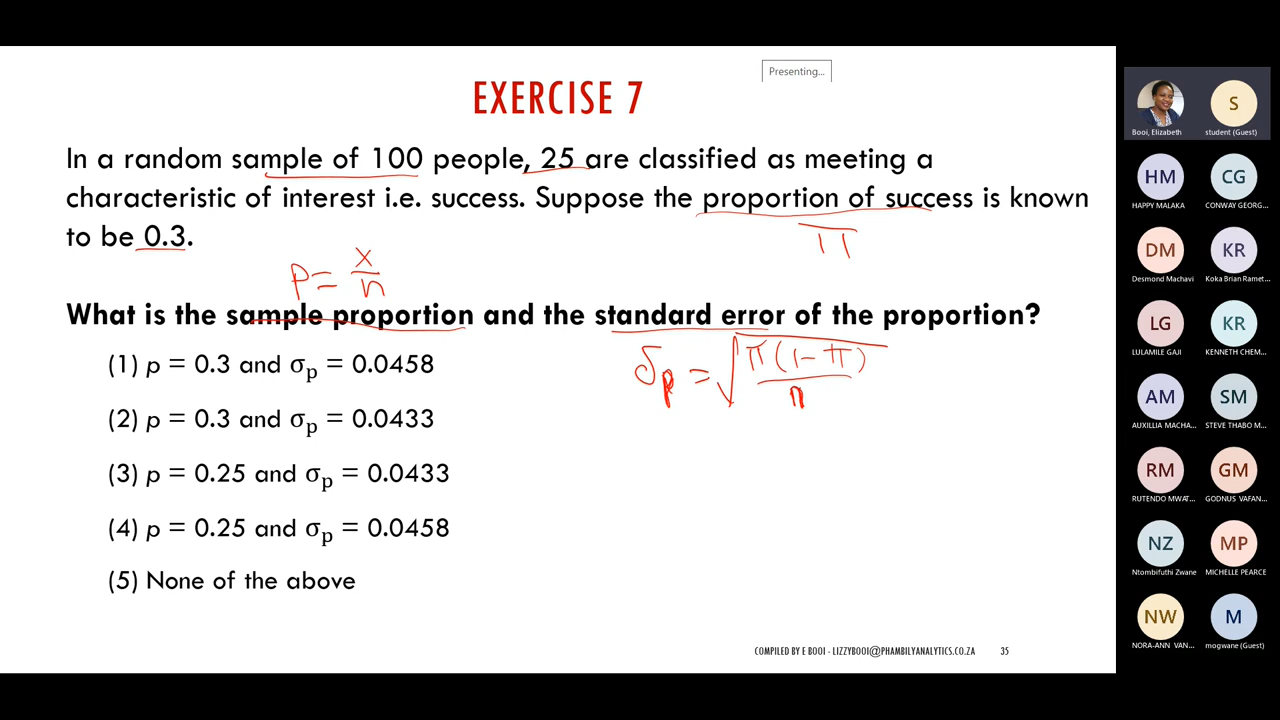 Presenting...
EXERCISE 7
In a random sample of 100 people, 25 are classified as meeting a
characteristic of interest i.e. success. Suppose the proportion of success is known
to be 0.3.
π
p = x/n
What is the sample proportion and the standard error of the proportion?
(1) p = 0.3 and σp = 0.0458
δp = √π(1-π)/n
(2) p = 0.3 and σp = 0.0433
(3) p = 0.25 and σp = 0.0433
(4) p = 0.25 and σp = 0.0458
(5) None of the above
COMPILED BY E BOOI - LIZZYBOOI@PHAMBILYANALYTICS.CO.ZA 35
Booi, Elizabeth
S
student (Guest)
HM
HAPPY MALAKA
CG
CONWAY GEORG...
DM
Desmond Machavi
KR
Koka Brian Ramet...
LG
LULAMILE GAJI
KR
KENNETH CHEM...
AM
AUXILLIA MACHA...
SM
STEVE THABO M...
RM
RUTENDO MWAT...
GM
GODNUS VAFAN...
NZ
Ntombifuthi Zwane
MP
MICHELLE PEARCE
NW
NORA-ANN VAN...
M
mogwane (Guest)